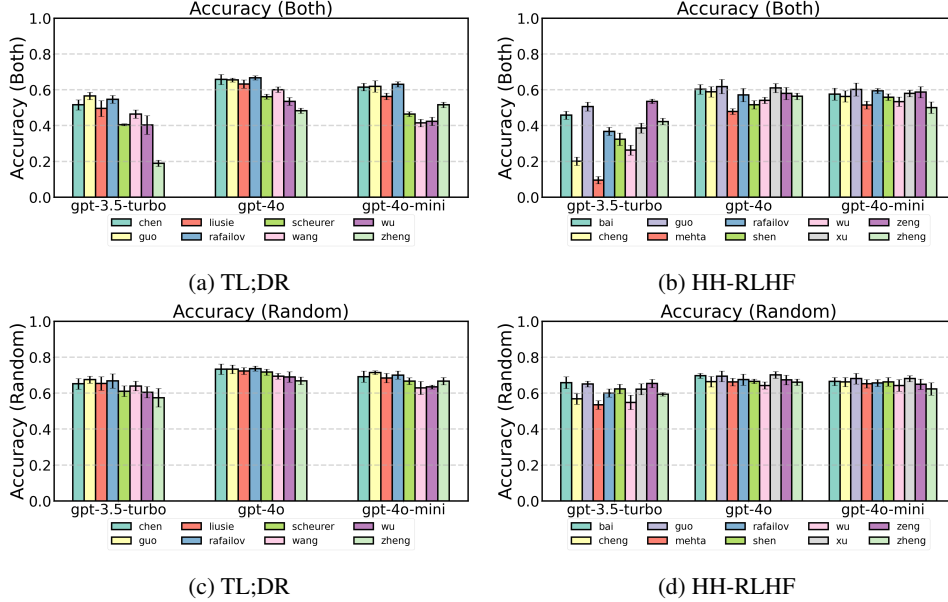 Accuracy (Both)
Accuracy (Both)
1.0
0.8
0.6
0.4
0.2
0.0
gpt-3.5-turbo gpt-4o gpt-4o-mini
chen liusie scheurer wu
guo rafailov wang zheng
(a) TL;DR
Accuracy (Both)
Accuracy (Both)
1.0
0.8
0.6
0.4
0.2
0.0
gpt-3.5-turbo gpt-4o gpt-4o-mini
bai guo rafailov wu zeng
cheng mehta shen xu zheng
(b) HH-RLHF
Accuracy (Random)
Accuracy (Random)
1.0
0.8
0.6
0.4
0.2
0.0
gpt-3.5-turbo gpt-4o gpt-4o-mini
chen liusie scheurer wu
guo rafailov wang zheng
(c) TL;DR
Accuracy (Random)
Accuracy (Random)
1.0
0.8
0.6
0.4
0.2
0.0
gpt-3.5-turbo gpt-4o gpt-4o-mini
bai guo rafailov wu zeng
cheng mehta shen xu zheng
(d) HH-RLHF